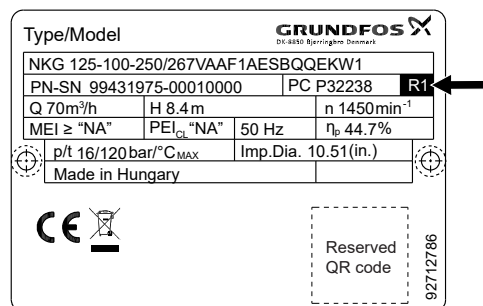 Type/Model
GRUNDFOS
DK-8850 Bjerringbro Denmark
NKG 125-100-250/267VAAF1AESBQQEKW1
PN-SN 99431975-00010000 PC P32238 R1
Q 70m³/h H 8.4m n 1450min⁻¹
MEI ≥ “NA” PEICL“NA” 50 Hz ηp 44.7%
p/t 16/120bar/°CMAX Imp.Dia. 10.51(in.)
Made in Hungary
CE
Reserved
QR code
92712786